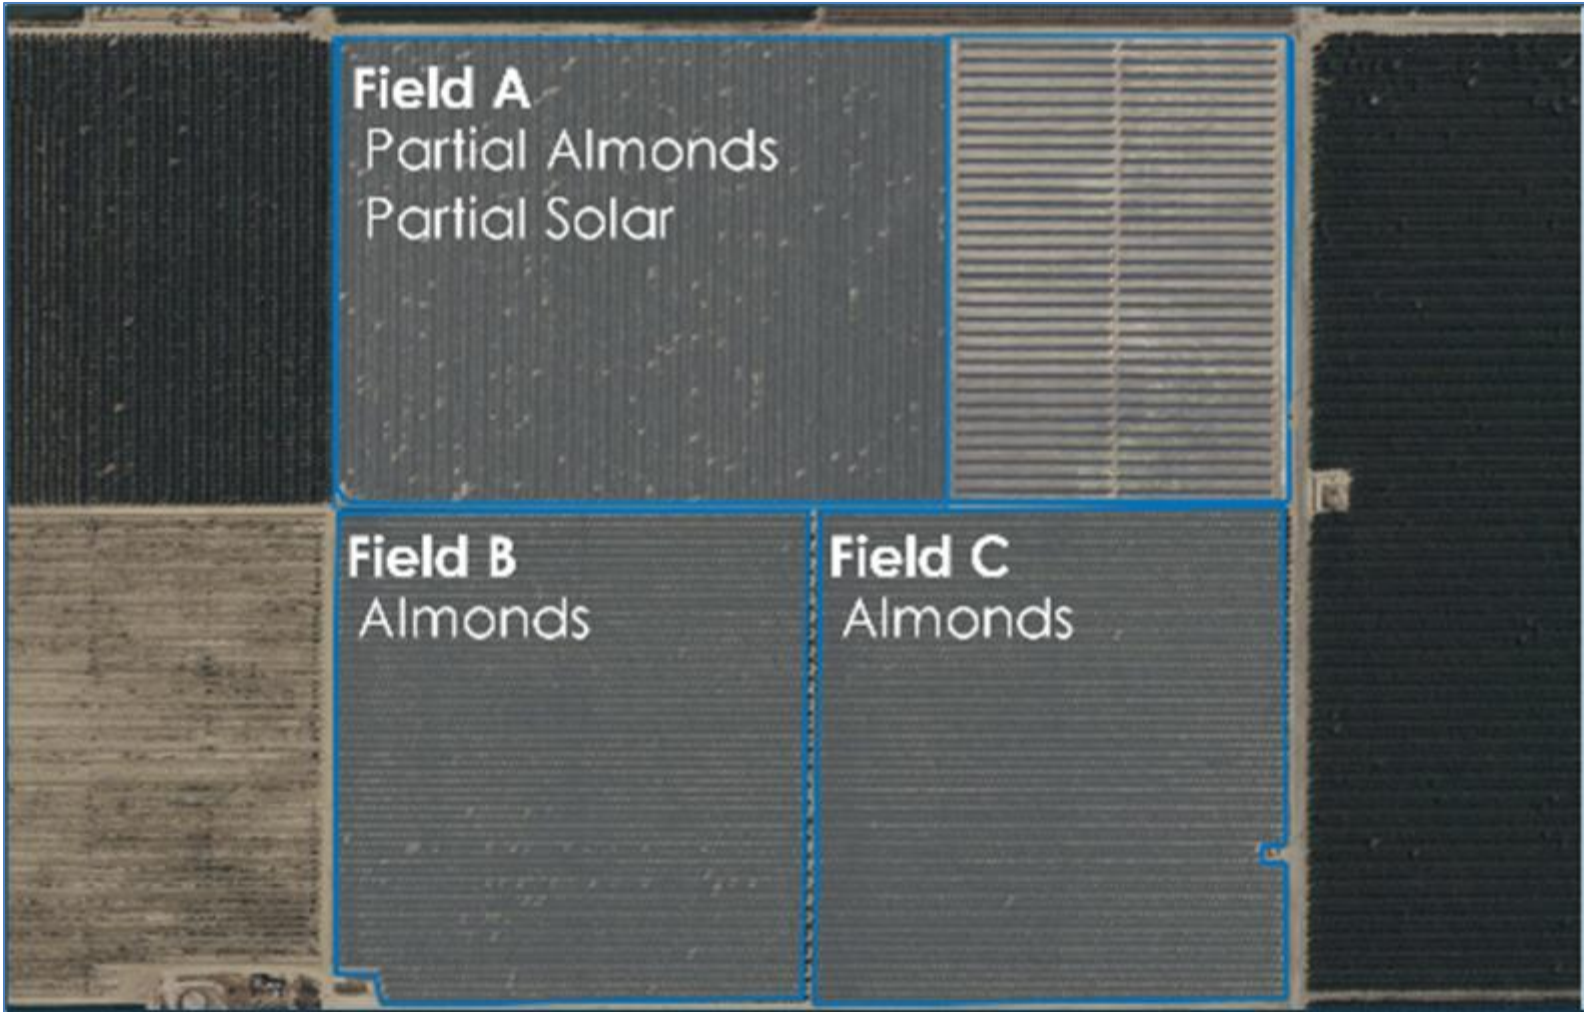 Field A
Partial Almonds
Partial Solar
Field B
Almonds
Field C
Almonds